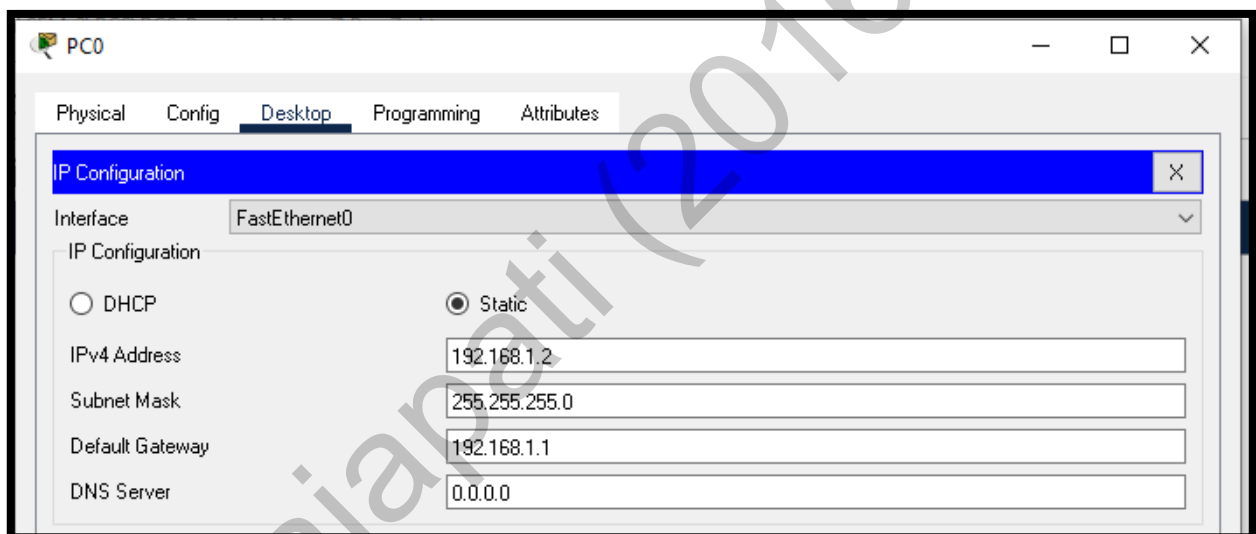 PC0
Physical Config Desktop Programming Attributes
IP Configuration X
Interface FastEthernet0
IP Configuration
DHCP Static
IPv4 Address 192.168.1.2
Subnet Mask 255.255.255.0
Default Gateway 192.168.1.1
DNS Server 0.0.0.0